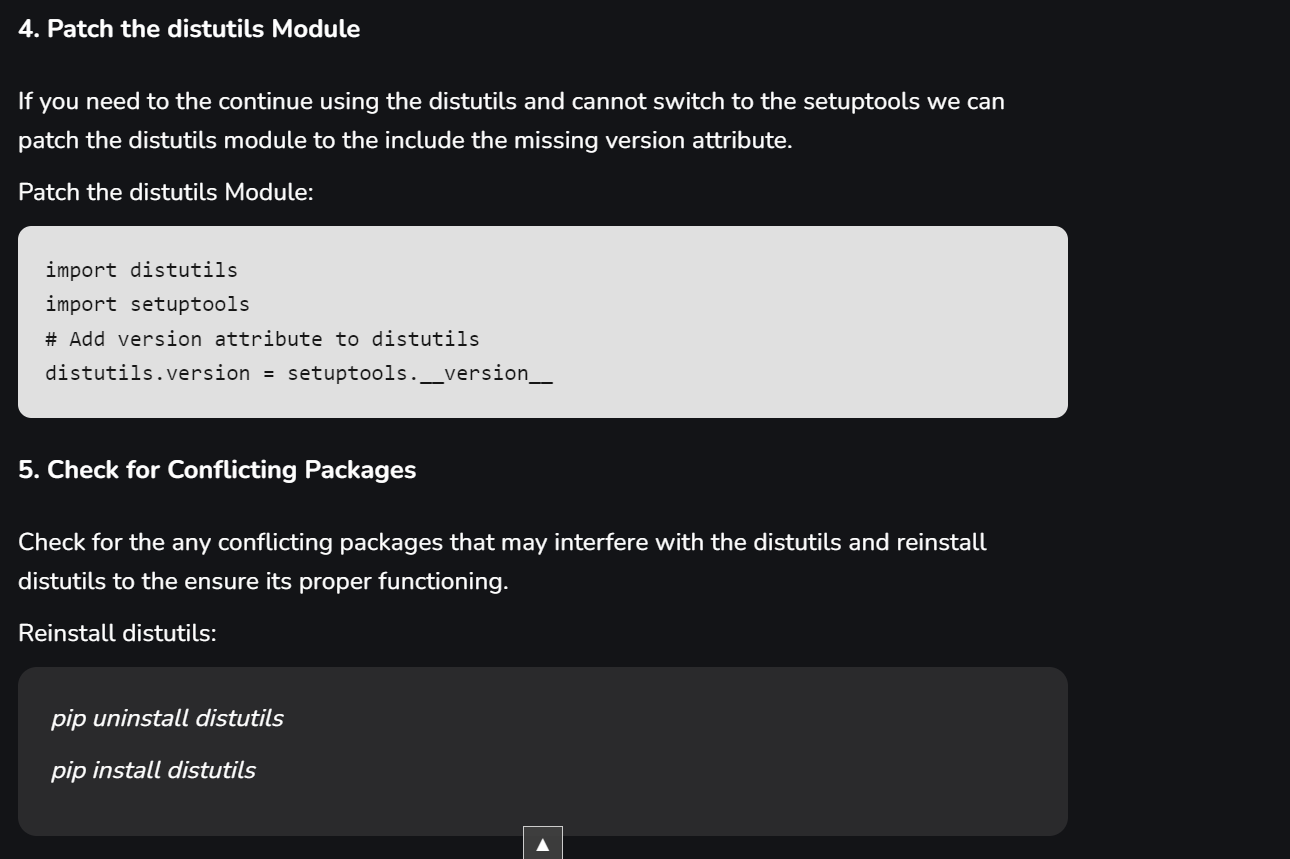 4. Patch the distutils Module
If you need to the continue using the distutils and cannot switch to the setuptools we can
patch the distutils module to the include the missing version attribute.
Patch the distutils Module:
import distutils
import setuptools
# Add version attribute to distutils
distutils.version = setuptools.__version__
5. Check for Conflicting Packages
Check for the any conflicting packages that may interfere with the distutils and reinstall
distutils to the ensure its proper functioning.
Reinstall distutils:
pip uninstall distutils
pip install distutils